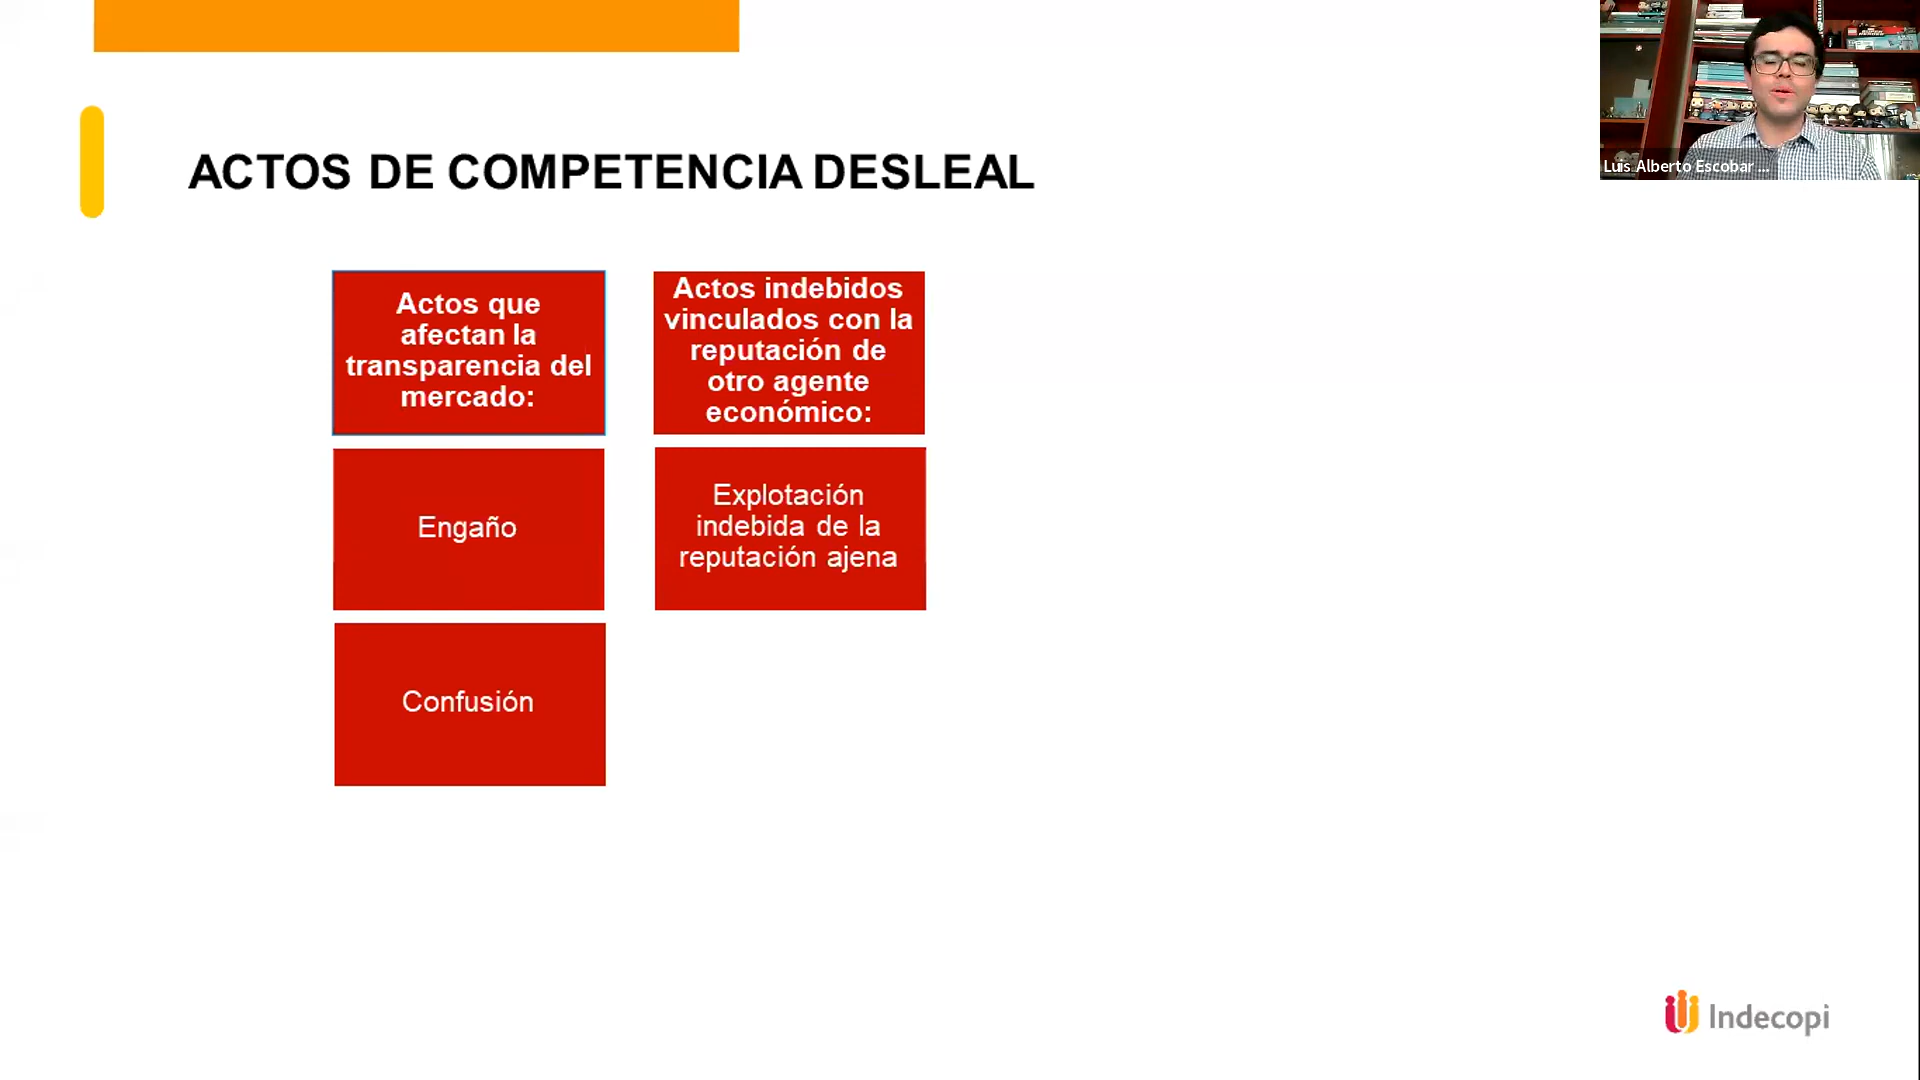 Luis Alberto Escobar ...
ACTOS DE COMPETENCIA DESLEAL
Actos que
afectan la
transparencia del
mercado:
Actos indebidos
vinculados con la
reputación de
otro agente
económico:
Engaño
Explotación
indebida de la
reputación ajena
Confusión
Indecopi